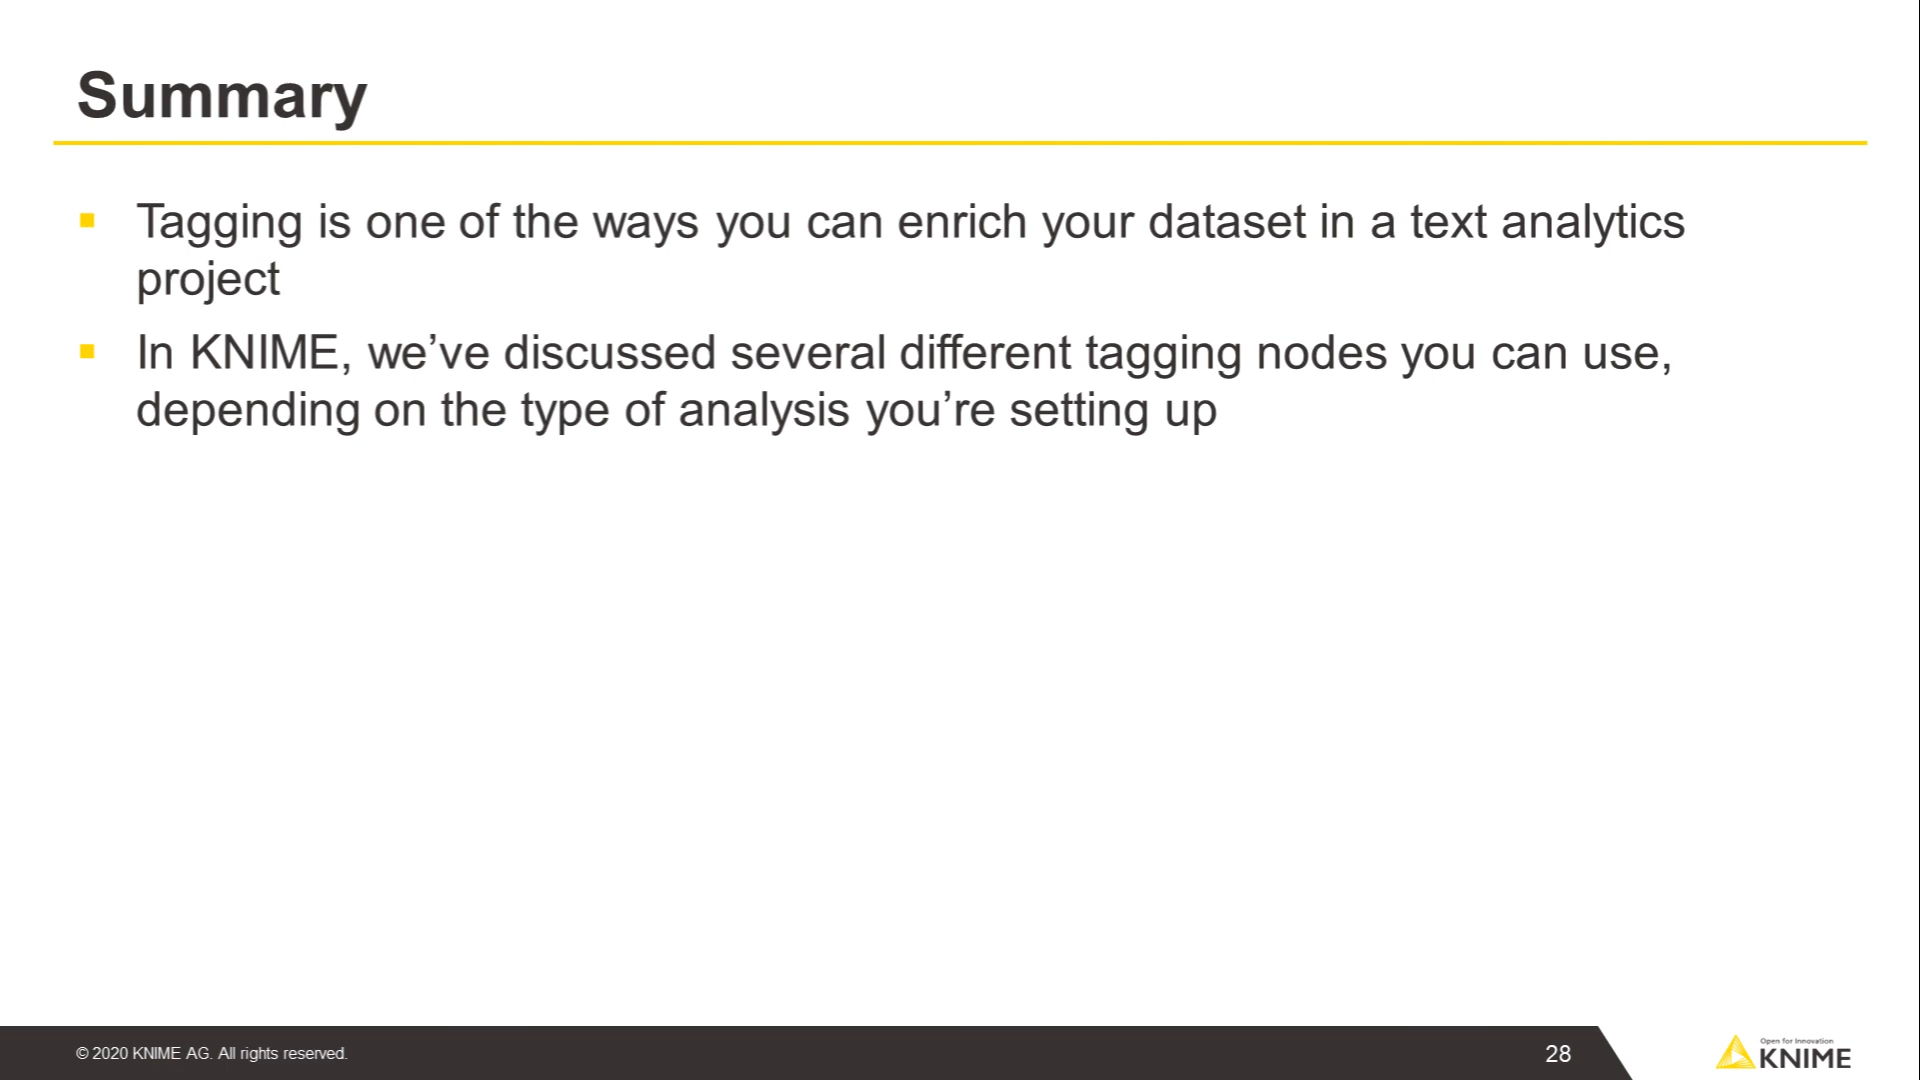 Summary
▪ Tagging is one of the ways you can enrich your dataset in a text analytics
project
▪ In KNIME, we’ve discussed several different tagging nodes you can use,
depending on the type of analysis you’re setting up
© 2020 KNIME AG. All rights reserved.
28
Open for Innovation
KNIME